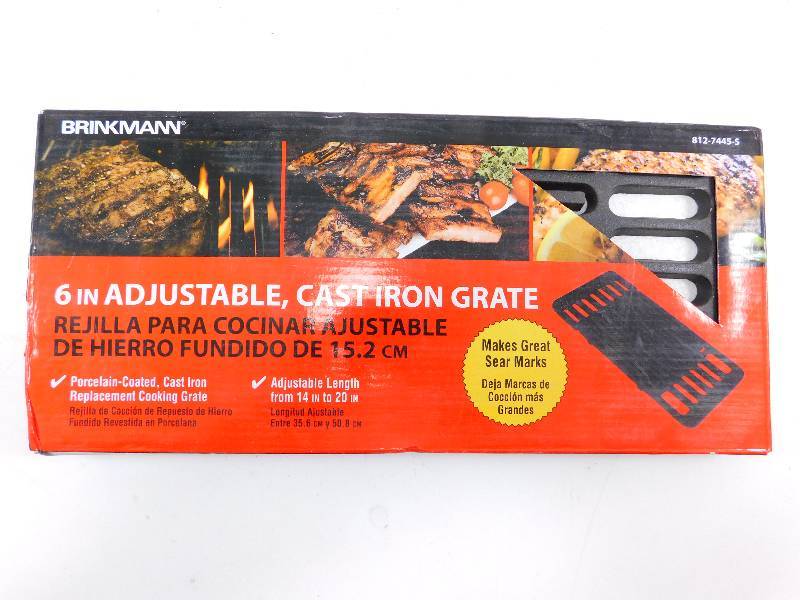 BRINKMANN®
812-7445-S
6 IN ADJUSTABLE, CAST IRON GRATE
REJILLA PARA COCINAR AJUSTABLE
DE HIERRO FUNDIDO DE 15.2 CM
✓ Porcelain-Coated, Cast Iron
Replacement Cooking Grate
Rejilla de Cocción de Repuesto de Hierro
Fundido Revestida en Porcelana
✓ Adjustable Length
from 14 IN to 20 IN
Longitud Ajustable
Entre 35.6 CM y 50.8 CM
Makes Great
Sear Marks
Deja Marcas de
Cocción más
Grandes